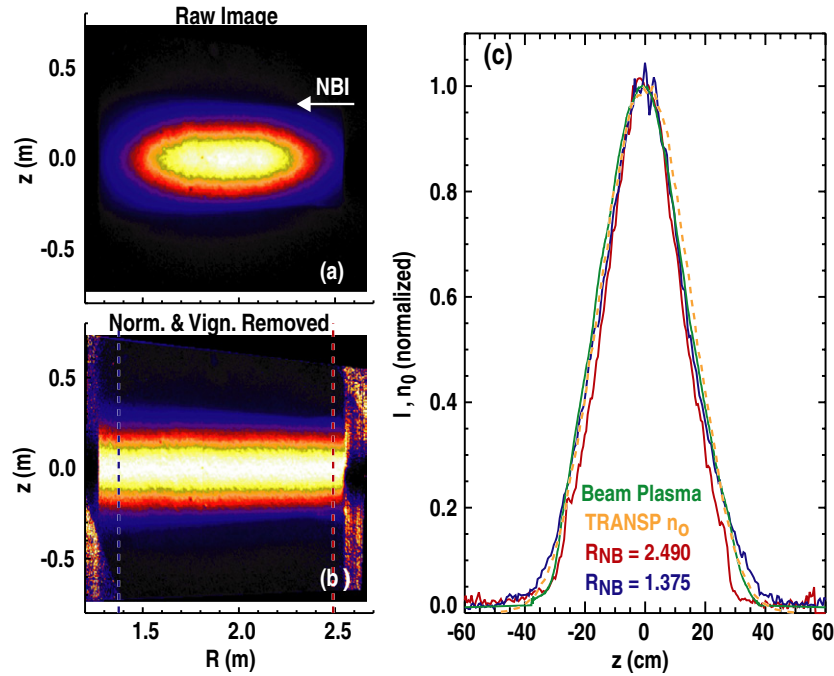 Raw Image
0.5
0.0
-0.5
z (m)
NBI
(a)
Norm. & Vign. Removed
0.5
0.0
-0.5
z (m)
(b)
1.5
2.0
2.5
R (m)
(c)
1.0
0.8
0.6
0.4
0.2
0.0
I , n0 (normalized)
Beam Plasma
TRANSP no
RNB = 2.490
RNB = 1.375
-60
-40
-20
0
20
40
60
z (cm)